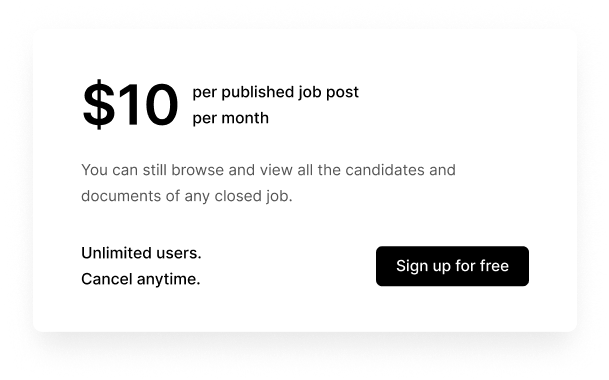 $10 per published job post
per month
You can still browse and view all the candidates and
documents of any closed job.
Unlimited users.
Cancel anytime.
Sign up for free